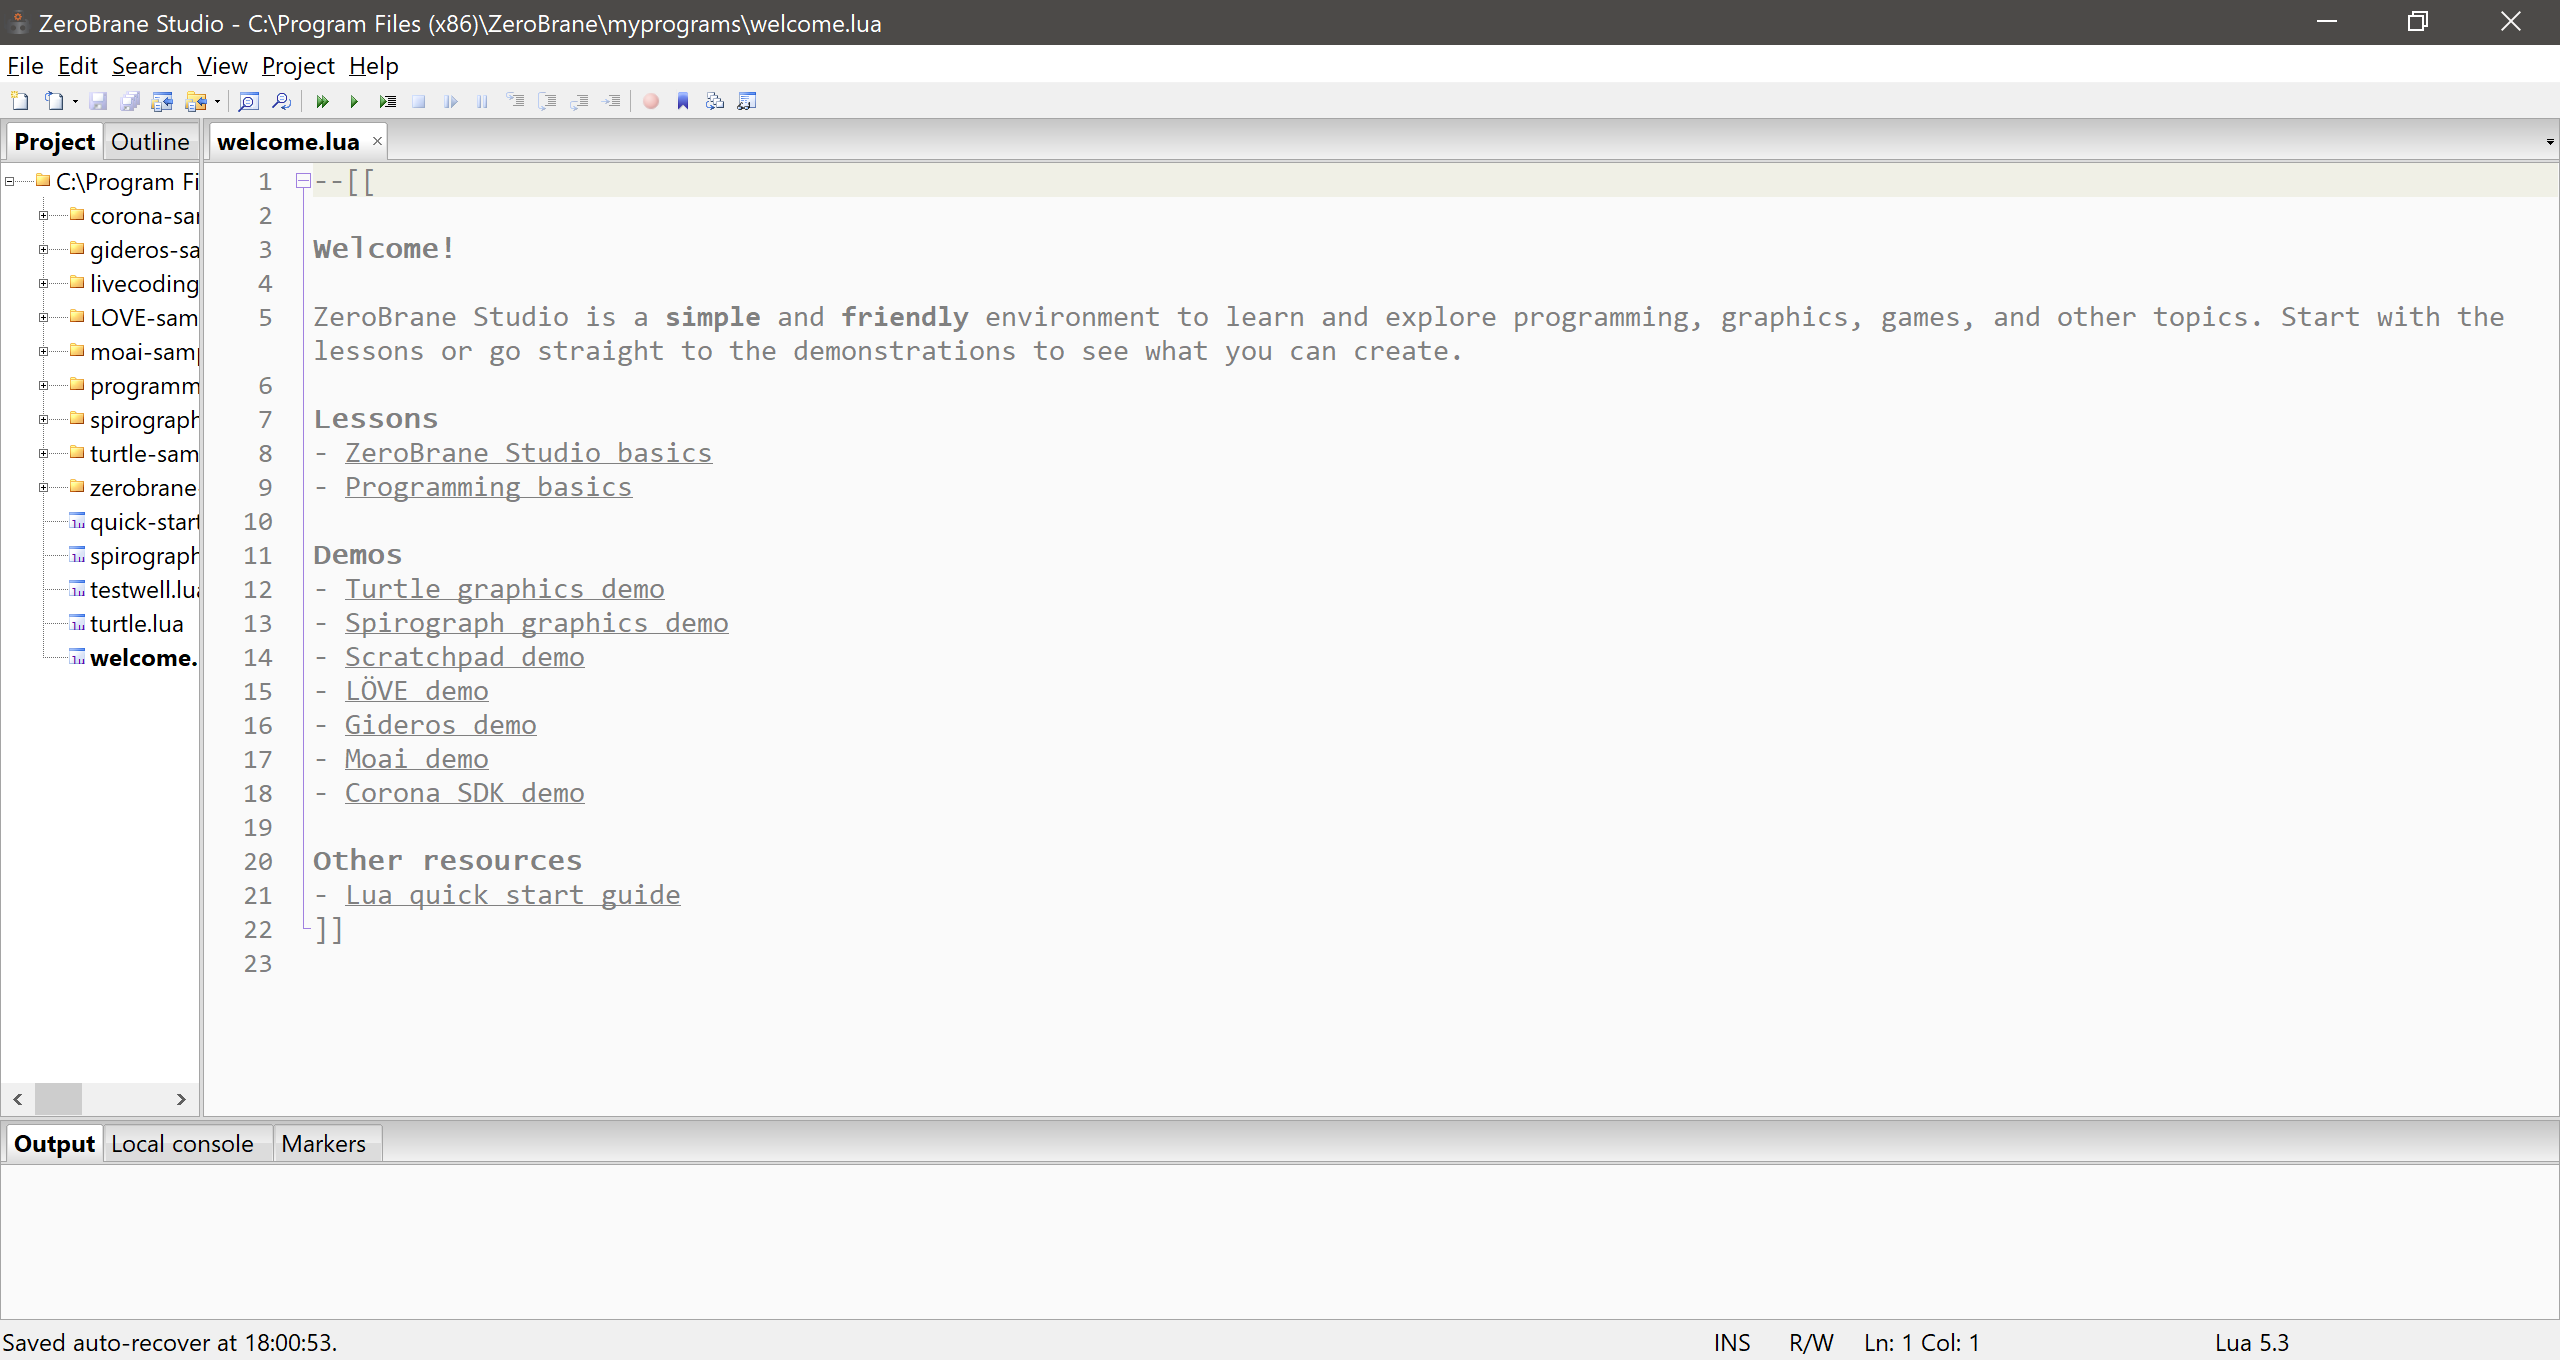 ZeroBrane Studio - C:\Program Files (x86)\ZeroBrane\myprograms\welcome.lua
File Edit Search View Project Help
Project Outline
welcome.lua
C:\Program Fi
corona-sa
gideros-sa
livecoding
LOVE-sam
moai-sam
programm
spirograph
turtle-sam
zerobrane
quick-start
spirograph
testwell.lua
turtle.lua
welcome.
1 --[[
2
3 Welcome!
4
5 ZeroBrane Studio is a simple and friendly environment to learn and explore programming, graphics, games, and other topics. Start with the
lessons or go straight to the demonstrations to see what you can create.
6
7 Lessons
8 - ZeroBrane Studio basics
9 - Programming basics
10
11 Demos
12 - Turtle graphics demo
13 - Spirograph graphics demo
14 - Scratchpad demo
15 - LÖVE demo
16 - Gideros demo
17 - Moai demo
18 - Corona SDK demo
19
20 Other resources
21 - Lua quick start guide
22 ]]
23
Output Local console Markers
Saved auto-recover at 18:00:53. INS R/W Ln: 1 Col: 1 Lua 5.3